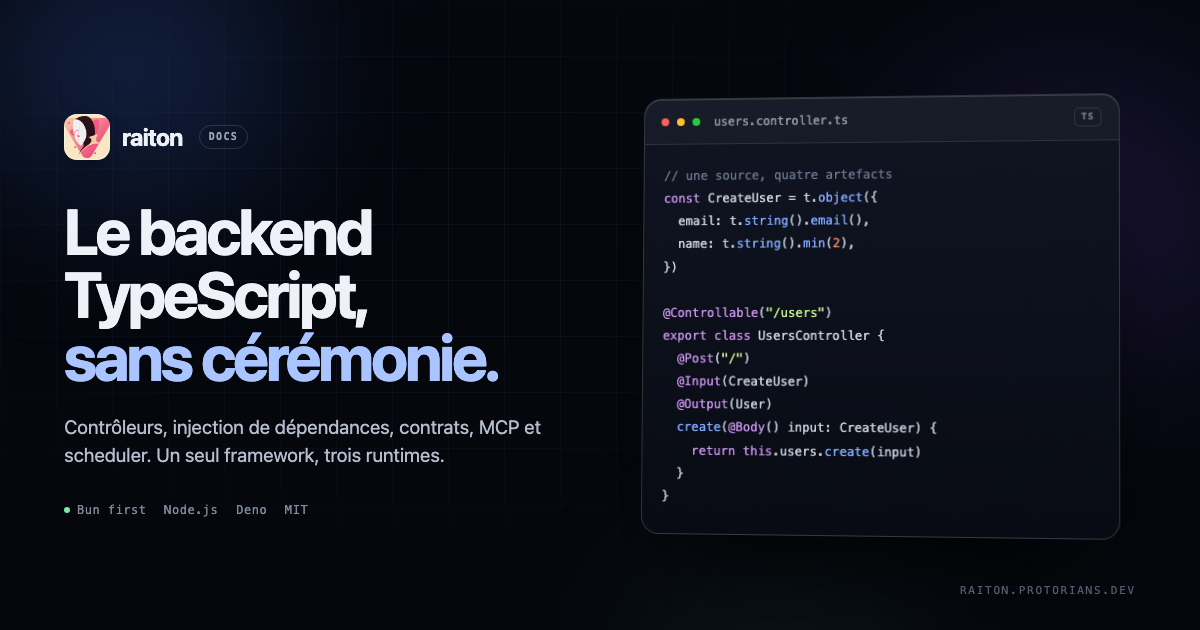 raiton DOCS
Le backend
TypeScript,
sans cérémonie.
Contrôleurs, injection de dépendances, contrats, MCP et
scheduler. Un seul framework, trois runtimes.
Bun first Node.js Deno MIT
users.controller.ts TS
// une source, quatre artefacts
const CreateUser = t.object({
  email: t.string().email(),
  name: t.string().min(2),
})
@Controllable("/users")
export class UsersController {
  @Post("/")
  @Input(CreateUser)
  @Output(User)
  create(@Body() input: CreateUser) {
    return this.users.create(input)
  }
}
RAITON.PROTORIANS.DEV